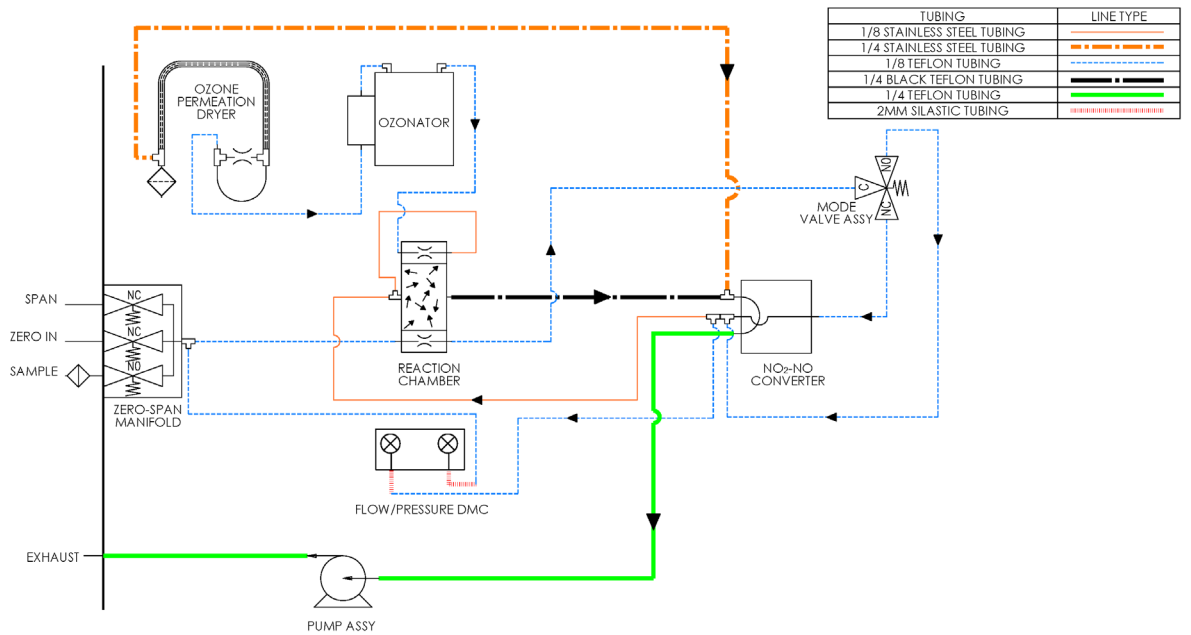 TUBING LINE TYPE
1/8 STAINLESS STEEL TUBING
1/4 STAINLESS STEEL TUBING
1/8 TEFLON TUBING
1/4 BLACK TEFLON TUBING
1/4 TEFLON TUBING
2MM SILASTIC TUBING
OZONE
PERMEATION
DRYER
OZONATOR
NO
C
NC
MODE
VALVE ASSY
SPAN
NC
ZERO IN
NC
SAMPLE
NO
ZERO-SPAN
MANIFOLD
REACTION
CHAMBER
NO₂-NO
CONVERTER
FLOW/PRESSURE DMC
EXHAUST
PUMP ASSY